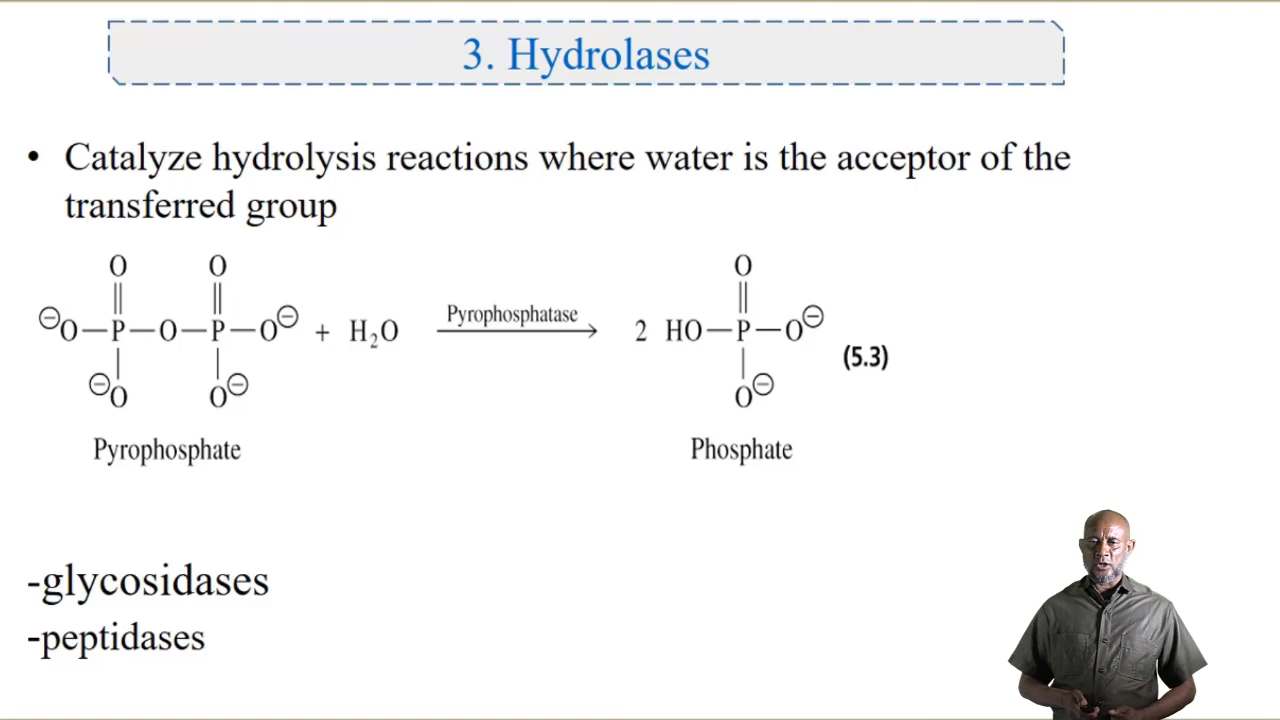 3. Hydrolases
• Catalyze hydrolysis reactions where water is the acceptor of the
transferred group
O O O
⊖O—P—O—P—O⊖ + H₂O Pyrophosphatase 2 HO—P—O⊖
⊖O O⊖ O⊖ (5.3)
Pyrophosphate Phosphate
-glycosidases
-peptidases